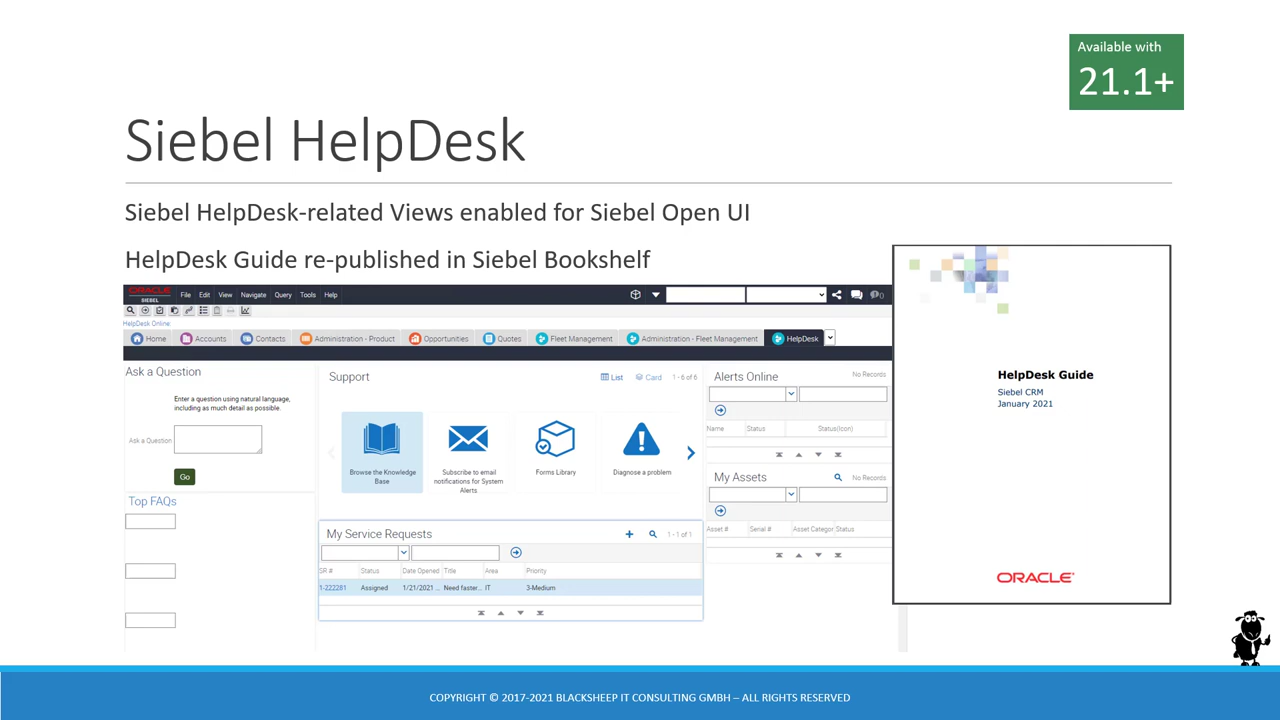 Available with
21.1+
Siebel HelpDesk
Siebel HelpDesk-related Views enabled for Siebel Open UI
HelpDesk Guide re-published in Siebel Bookshelf
ORACLE
SIEBEL
File Edit View Navigate Query Tools Help
0
HelpDesk Online
Home Accounts Contacts Administration - Product Opportunities Quotes Fleet Management Administration - Fleet Management HelpDesk
Ask a Question
Enter a question using natural language,
including as much detail as possible.
Ask a Question
Go
Top FAQs
Support
List Card 1 - 6 of 6
Browse the Knowledge
Base
Subscribe to email
notifications for System
Alerts
Forms Library
Diagnose a problem
My Service Requests
1 - 1 of 1
SR # Status Date Opened Title Area Priority
1-222281 Assigned 1/21/2021 ... Need faster... IT 3-Medium
Alerts Online No Records
Name Status Status(Icon)
My Assets No Records
Asset # Serial # Asset Categor Status
HelpDesk Guide
Siebel CRM
January 2021
ORACLE®
COPYRIGHT © 2017-2021 BLACKSHEEP IT CONSULTING GMBH – ALL RIGHTS RESERVED